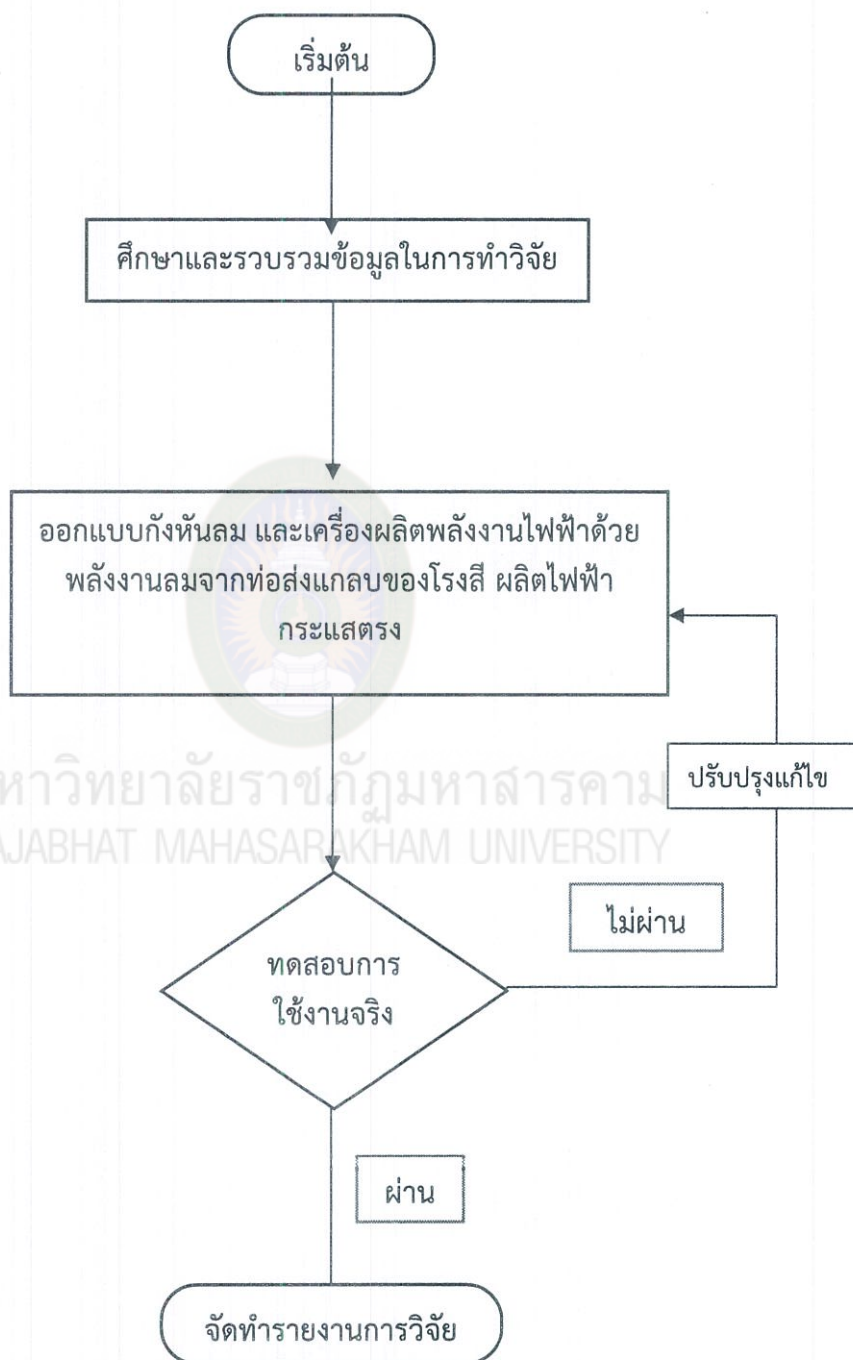 เริ่มต้น
ศึกษาและรวบรวมข้อมูลในการทำวิจัย
ออกแบบกังหันลม และเครื่องผลิตพลังงานไฟฟ้าด้วย
พลังงานลมจากท่อส่งแกลบของโรงสี ผลิตไฟฟ้า
กระแสตรง
ปรับปรุงแก้ไข
หาวิทยาลัยราชภัฏมหาสารคาม
AJABHAT MAHASARAKHAM UNIVERSITY
ไม่ผ่าน
ทดสอบการ
ใช้งานจริง
ผ่าน
จัดทำรายงานการวิจัย